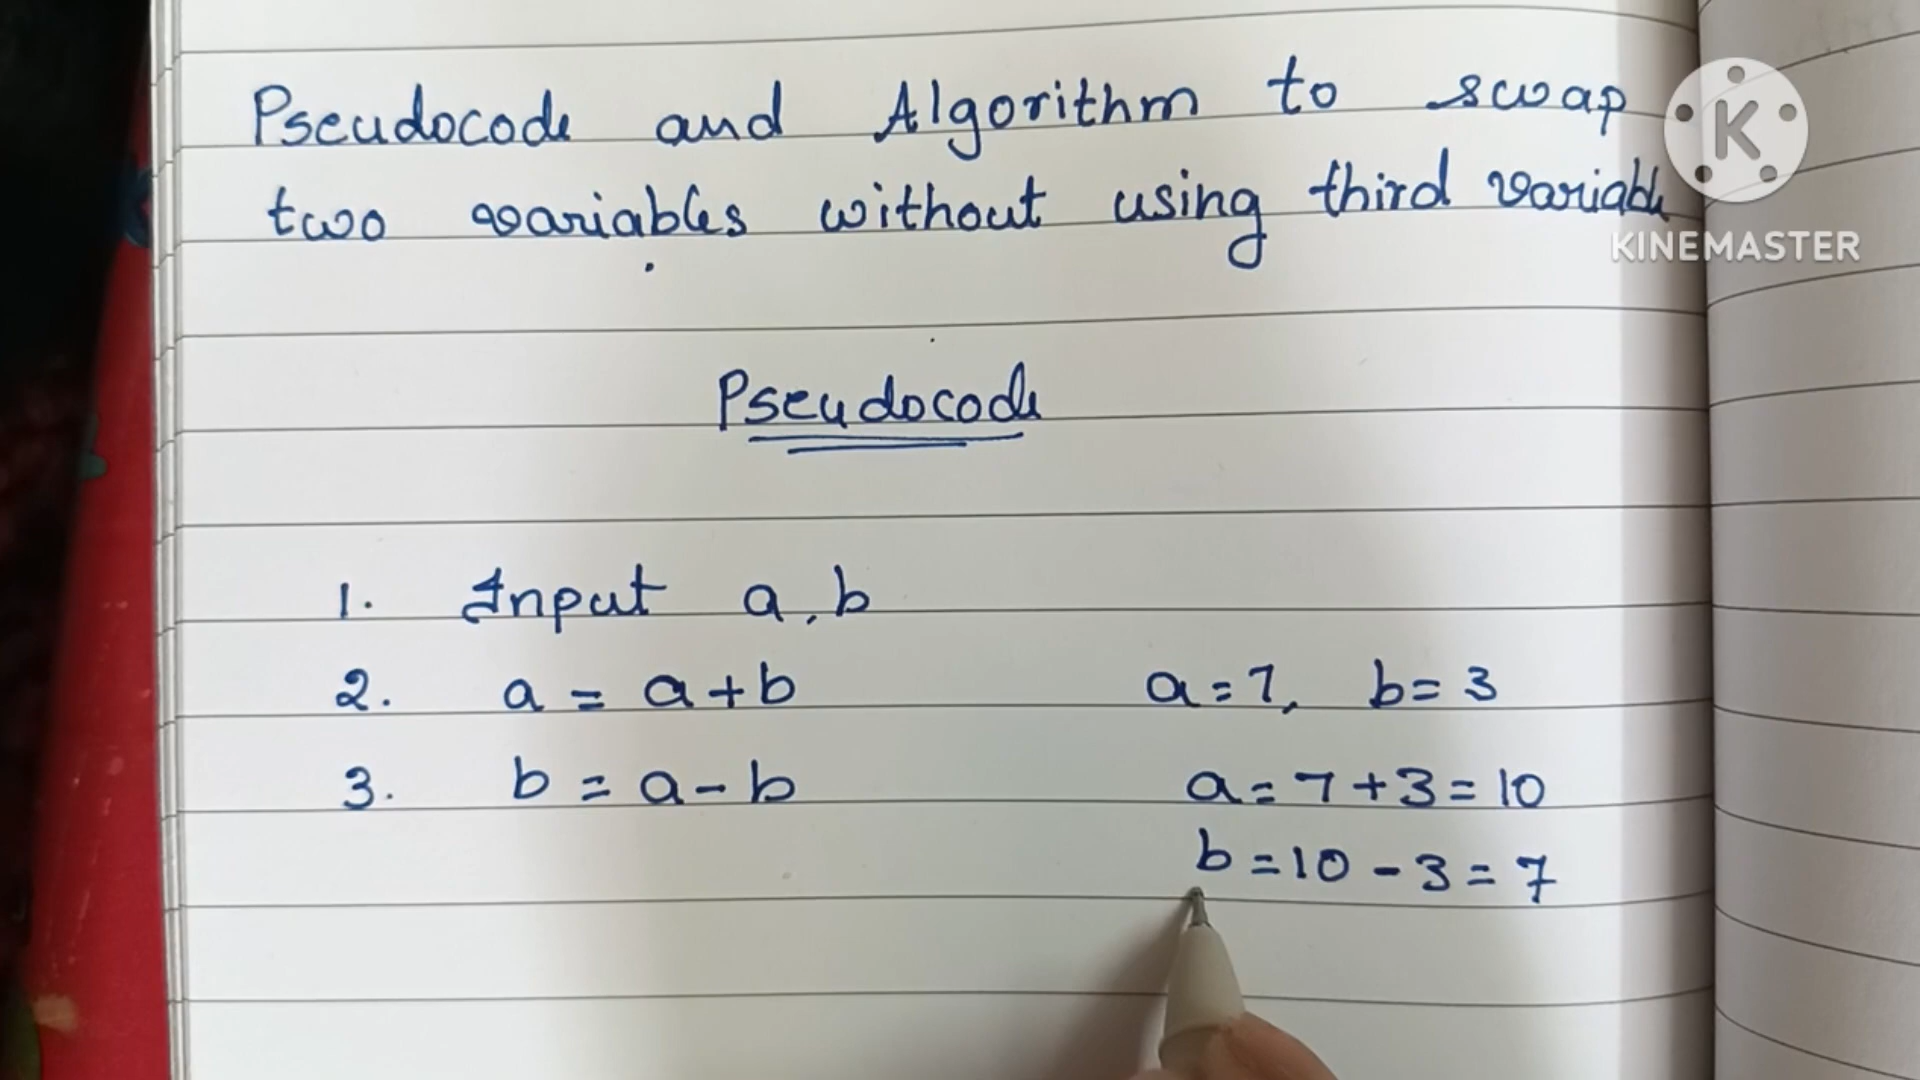 Pseudocode and Algorithm to swap
two variables without using third variable
K
KINEMASTER
Pseudocode
1. Input a, b
2. a = a + b
a = 7, b = 3
3. b = a - b
a = 7 + 3 = 10
b = 10 - 3 = 7